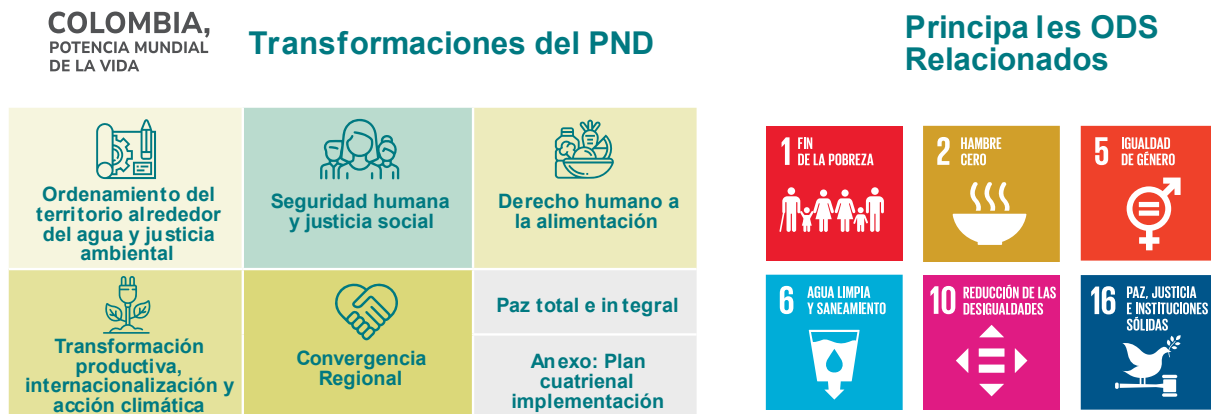 COLOMBIA,
POTENCIA MUNDIAL
DE LA VIDA
Transformaciones del PND
Principa les ODS
Relacionados
Ordenamiento del
territorio alrededor
del agua y justicia
ambiental
Seguridad humana
y justicia social
Derecho humano a
la alimentación
Transformación
productiva,
internacionalización y
acción climática
Convergencia
Regional
Paz total e in tegral
Anexo: Plan
cuatrienal
implementación
1 FIN
DE LA POBREZA
2 HAMBRE
CERO
5 IGUALDAD
DE GÉNERO
6 AGUA LIMPIA
Y SANEAMIENTO
10 REDUCCIÓN DE LAS
DESIGUALDADES
16 PAZ, JUSTICIA
E INSTITUCIONES
SÓLIDAS